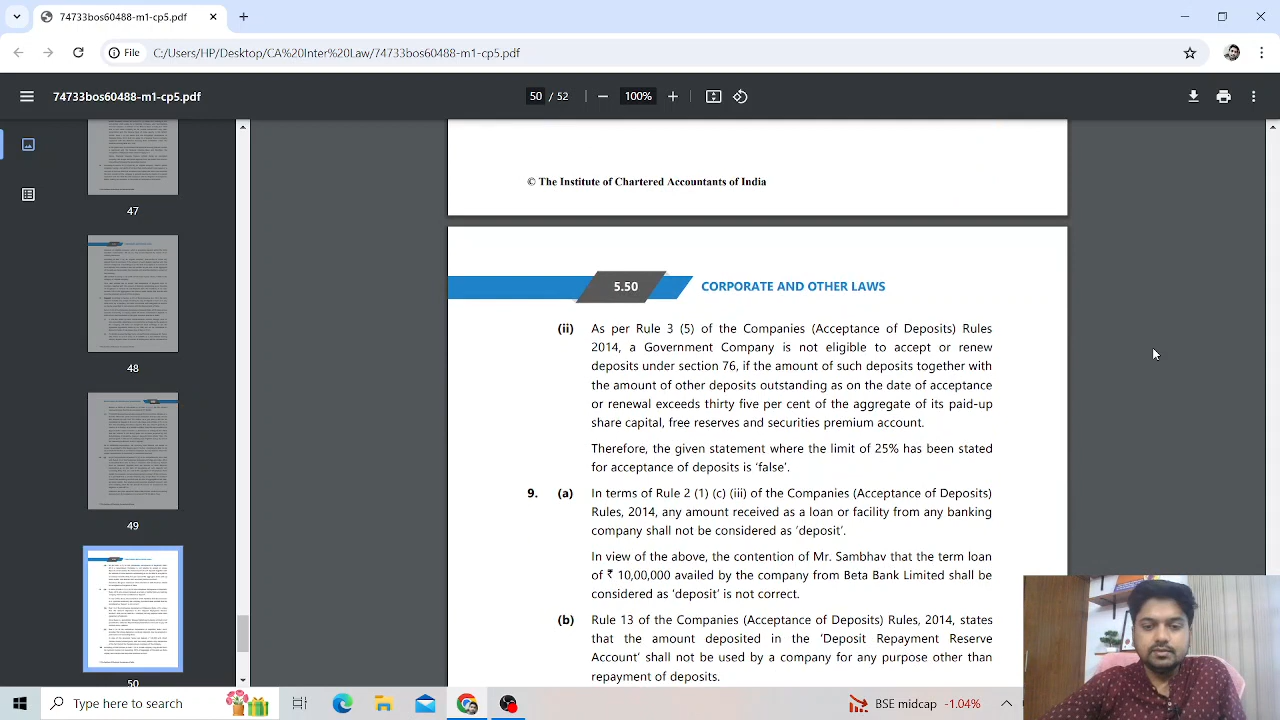 74733bos60488-m1-cp5.pdf
File C:/Users/HP/Desktop/CA%20Inter%20Law/74733bos60488-m1-cp5.pdf
74733bos60488-m1-cp5.pdf 50 / 52 100%
47
48
49
50
© The Institute of Chartered Accountants of India
5.50 CORPORATE AND OTHER LAWS
(ii) As per Rule 3 (5) of the Companies (Acceptance of Deposits) Rules
2014, a Government Company is not eligible to accept or renew
deposits under section 76, if the amount of such deposits together with
the amount of other deposits outstanding as on the date of acceptance
or renewal exceeds thirty five per cent of the aggregate of its paid-up
share capital, free reserves and securities premium account.
Therefore, the given statement where the limit of 25% has been stated
for acceptance of deposits is 'false'.
9. (a) In terms of Rule 2 (1) (c) (iii) of the Companies (Acceptance of Deposits)
Rules, 2014, any amount received as a loan or facility from any banking
company shall not be considered as 'deposit'.
In view of the above the contention of Mr. Sambhav that the term loan
of ₹ 10,00,000 availed by the company from Beta Bank Limited shall be
considered as 'deposit' is not correct.
(b) Rule 13 of the Companies (Acceptance of Deposits) Rules, 2014,
that the amount deposited in the 'Deposit Repayment Reserve
Account' shall not be used by a company for any purpose other than
repayment of deposits.
Type here to search
BSE midcap -1.04%